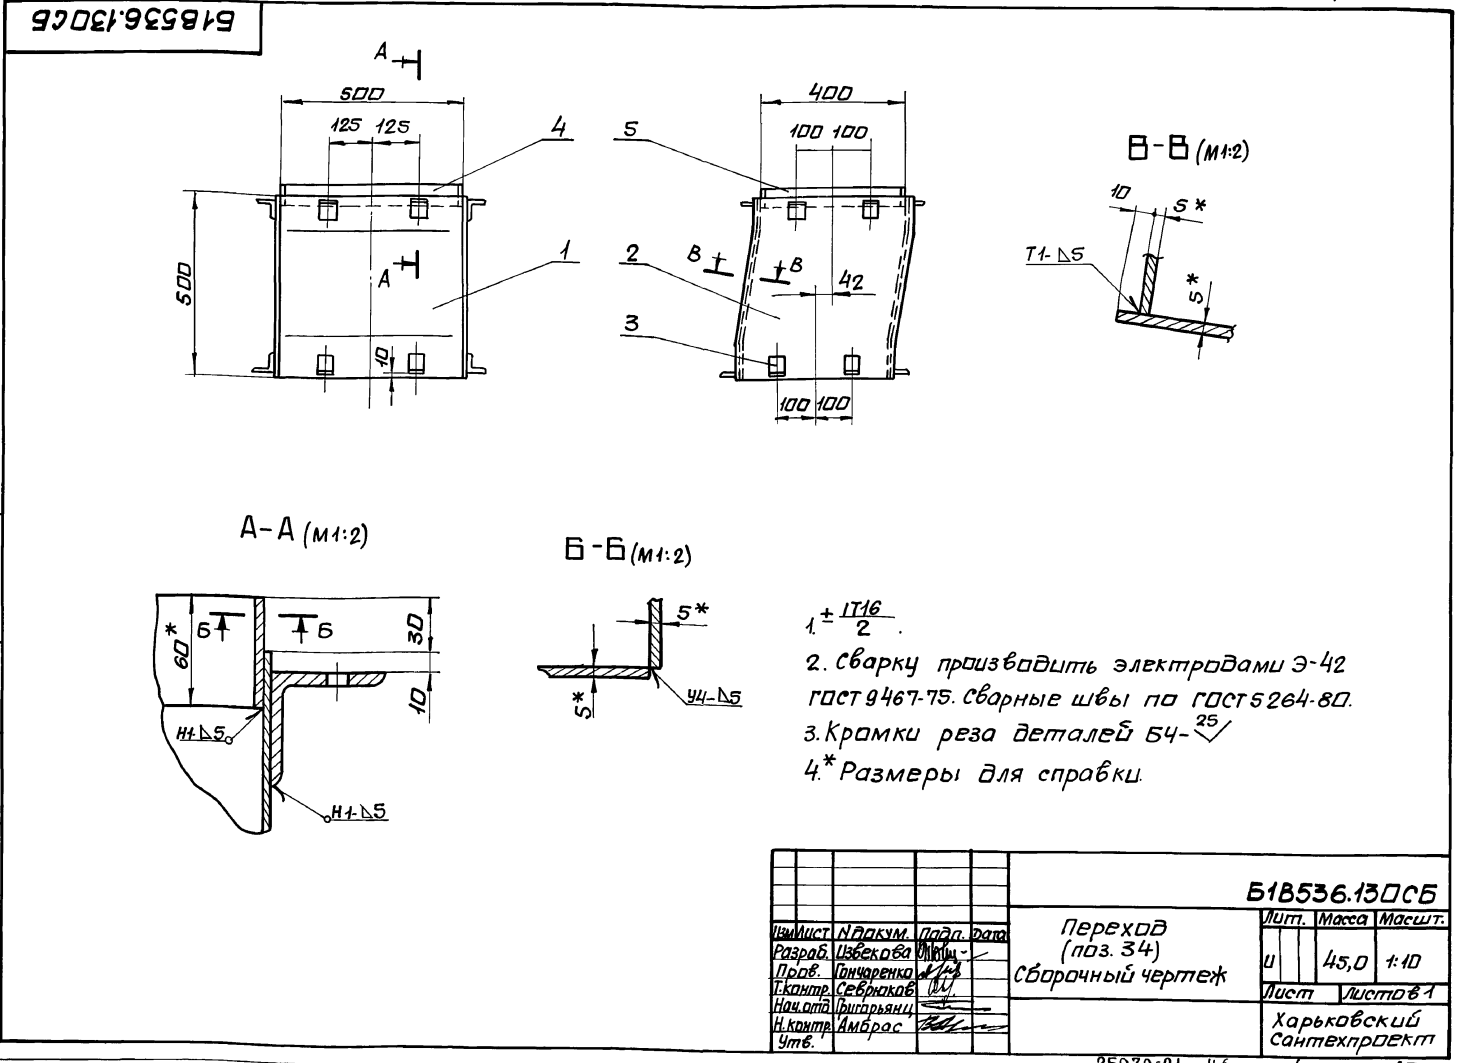 Б1В536.130СБ
А
500
125 125
4
А
500
1
10
400
100 100
5
2
В В
42
3
100 100
В-В (М1:2)
10
5*
Т1-⊿5
5*
А-А (М1:2)
60*
Б Б
30
10
Н1-⊿5
Н1-⊿5
Б-Б (М1:2)
5*
5*
У4-⊿5
1. ± IT16/2.
2. Сварку производить электродами Э-42
ГОСТ 9467-75. Сварные швы по ГОСТ 5264-80.
3. Кромки реза деталей Б4- 25
4.* Размеры для справки.
Б1В536.130СБ
Изм Лист N докум. Подп. Дата
Разраб. Извекова
Пров. Гончаренко
Т.контр. Севрюков
Нач.отд Григорьянц
Н.контр. Амбрас
Утв.
Переход
(поз. 34)
Сборочный чертеж
Лит. Масса Масшт.
и 45,0 1:10
Лист Листов 1
Харьковский
Сантехпроект